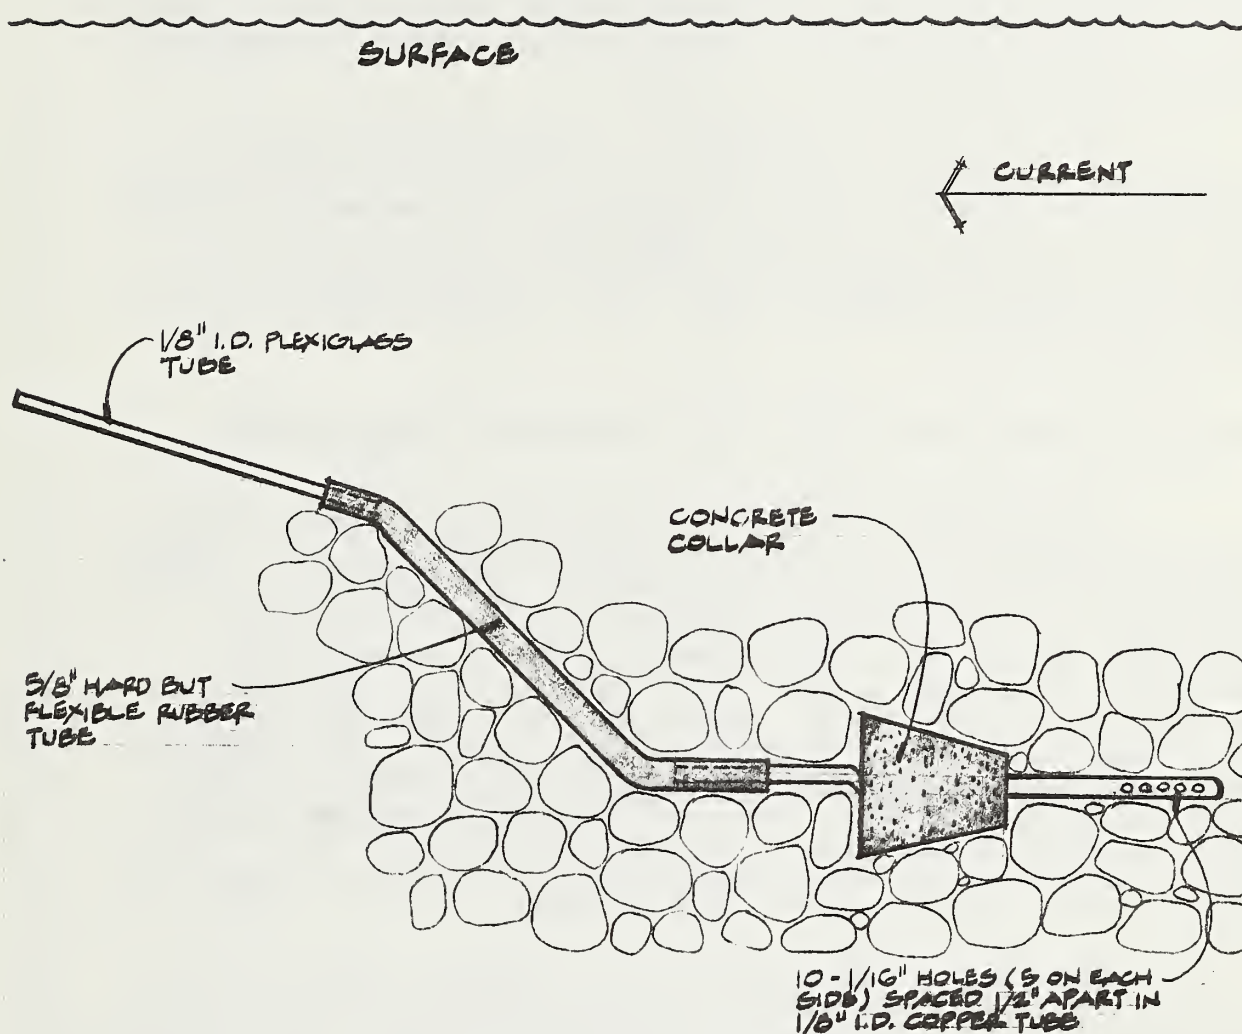 SURFACE
CURRENT
1/8" I.D. PLEXIGLASS
TUBE
CONCRETE
COLLAR
5/8" HARD BUT
FLEXIBLE RUBBER
TUBE
10 - 1/16" HOLES (5 ON EACH
SIDE) SPACED 1/2" APART IN
1/8" I.D. COPPER TUBE